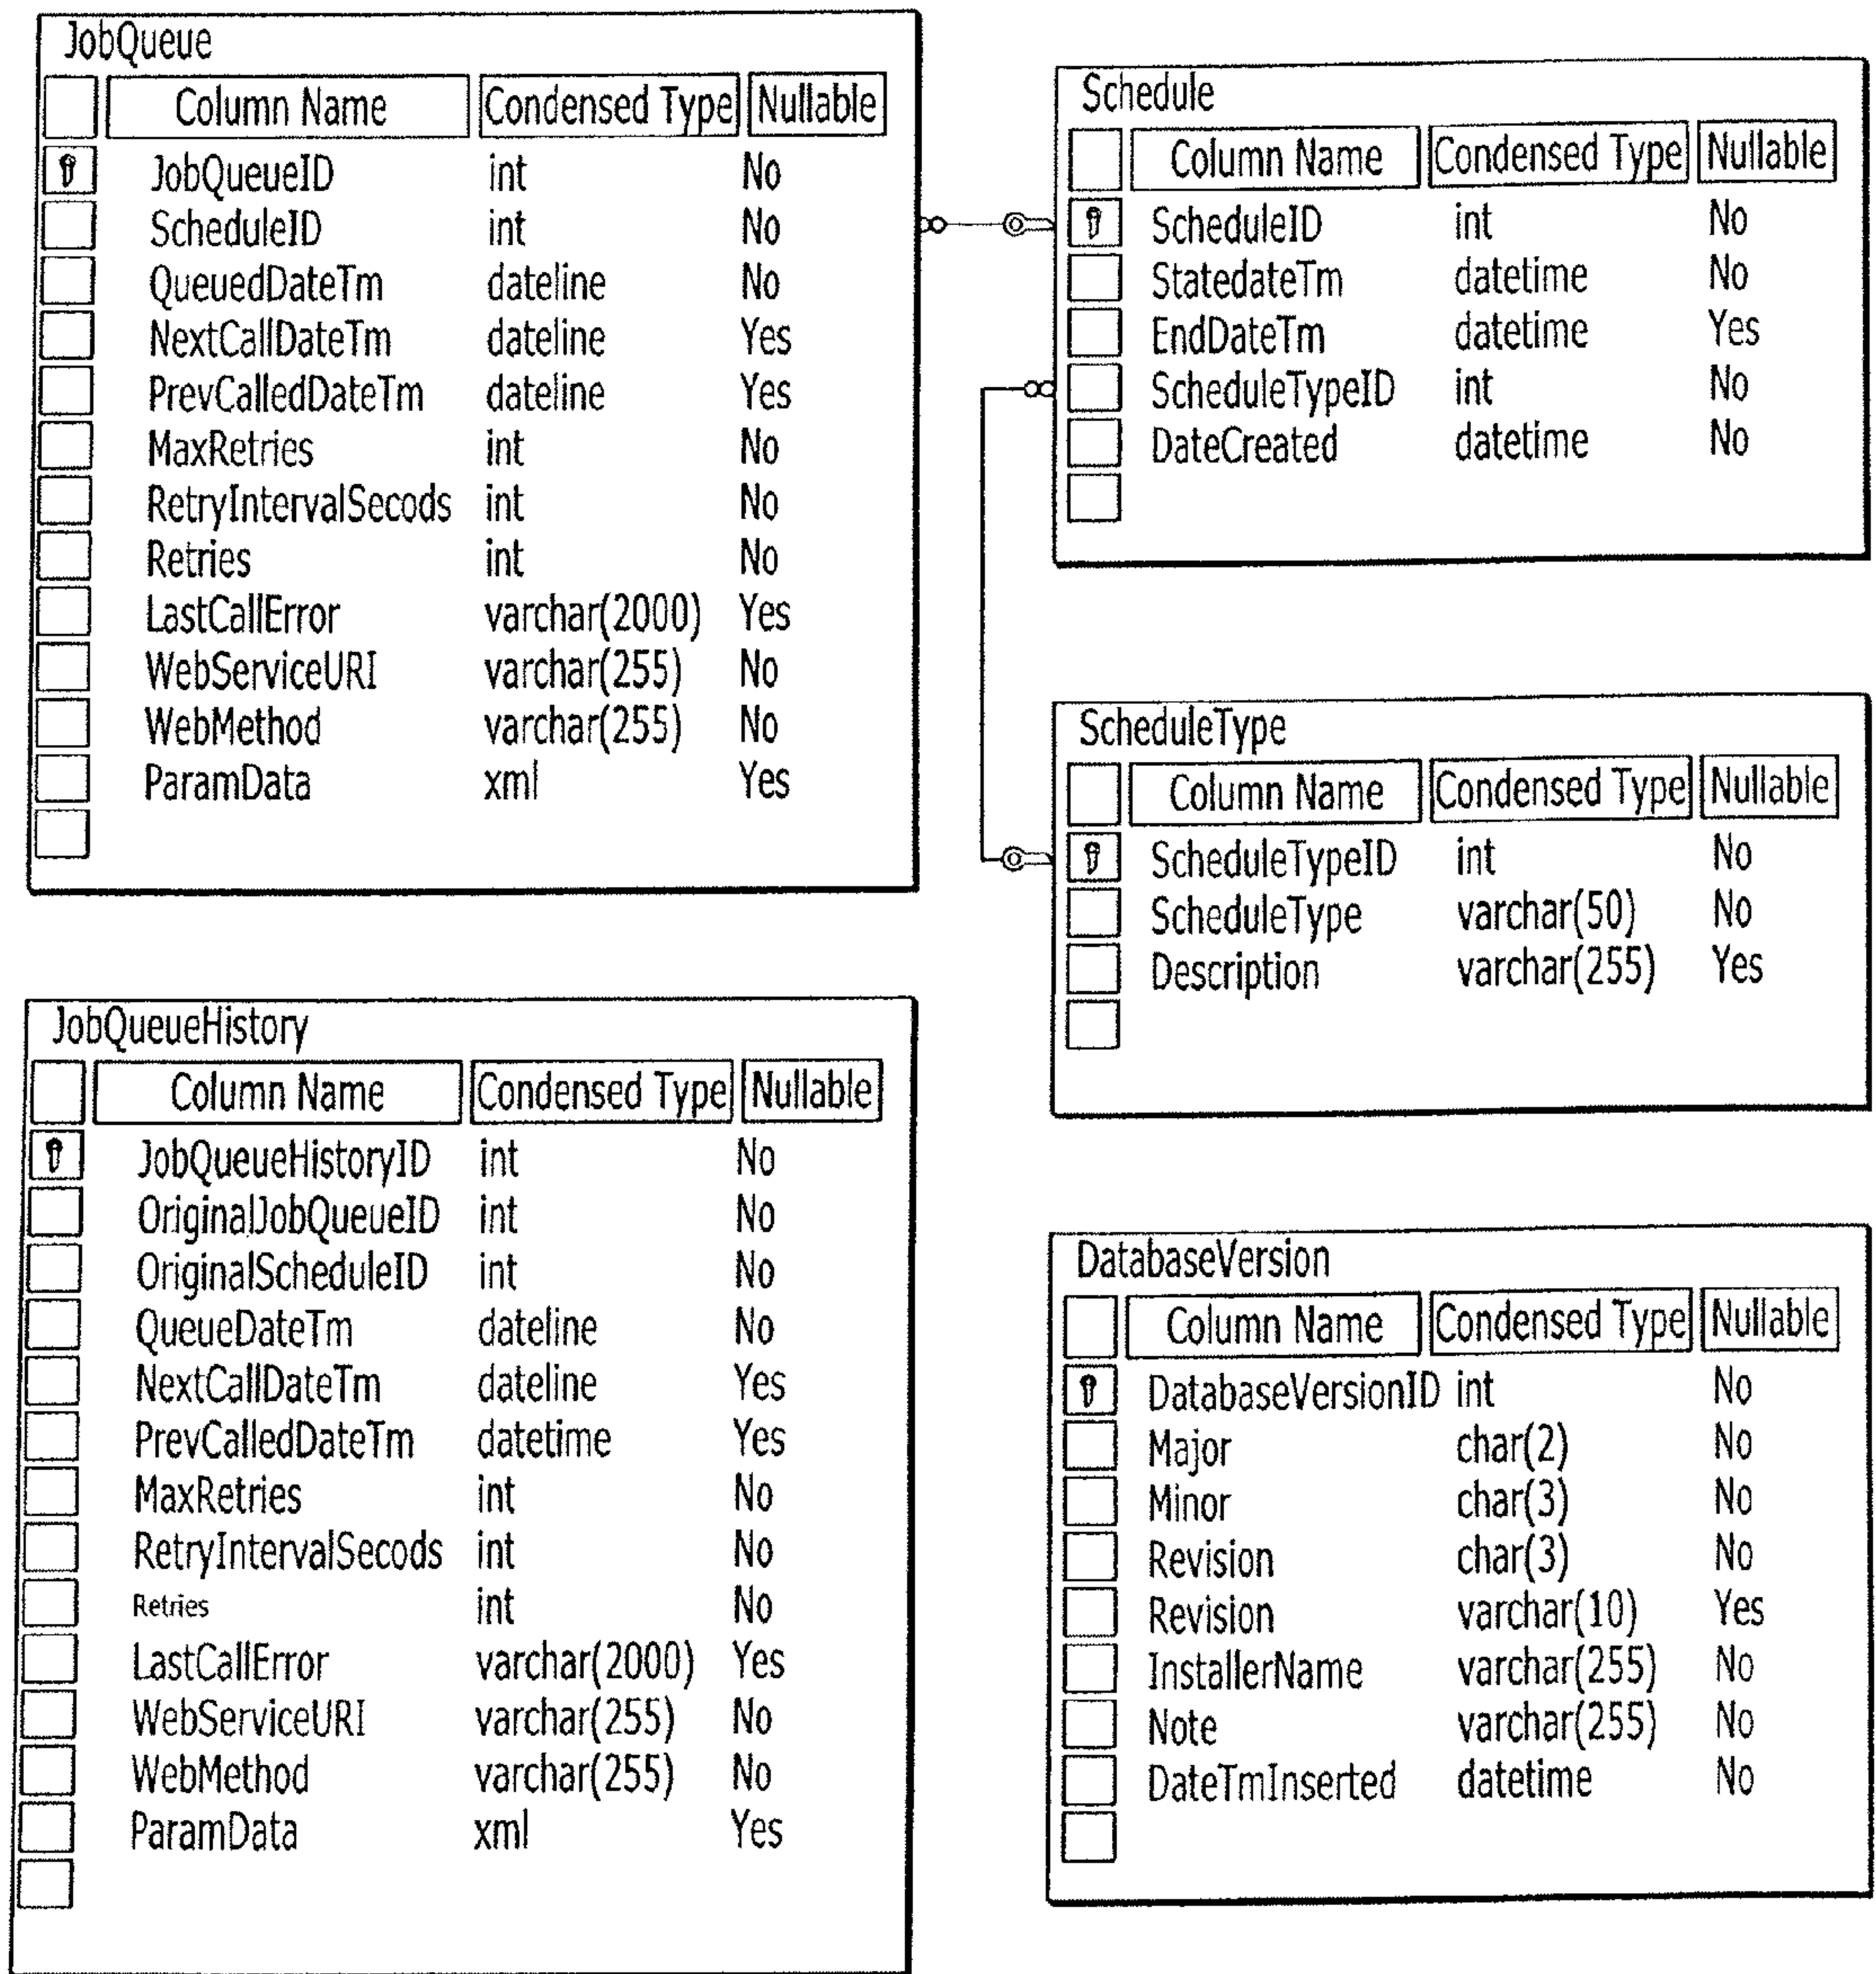 JobQueue
Column Name Condensed Type Nullable
JobQueueID int No
ScheduleID int No
QueuedDateTm dateline No
NextCallDateTm dateline Yes
PrevCalledDateTm dateline Yes
MaxRetries int No
RetryIntervalSecods int No
Retries int No
LastCallError varchar(2000) Yes
WebServiceURI varchar(255) No
WebMethod varchar(255) No
ParamData xml Yes
Schedule
Column Name Condensed Type Nullable
ScheduleID int No
StatedateTm datetime No
EndDateTm datetime Yes
ScheduleTypeID int No
DateCreated datetime No
ScheduleType
Column Name Condensed Type Nullable
ScheduleTypeID int No
ScheduleType varchar(50) No
Description varchar(255) Yes
JobQueueHistory
Column Name Condensed Type Nullable
JobQueueHistoryID int No
OriginalJobQueueID int No
OriginalScheduleID int No
QueueDateTm dateline No
NextCallDateTm dateline Yes
PrevCalledDateTm datetime Yes
MaxRetries int No
RetryIntervalSecods int No
Retries int No
LastCallError varchar(2000) Yes
WebServiceURI varchar(255) No
WebMethod varchar(255) No
ParamData xml Yes
DatabaseVersion
Column Name Condensed Type Nullable
DatabaseVersionID int No
Major char(2) No
Minor char(3) No
Revision char(3) No
Revision varchar(10) Yes
InstallerName varchar(255) No
Note varchar(255) No
DateTmInserted datetime No